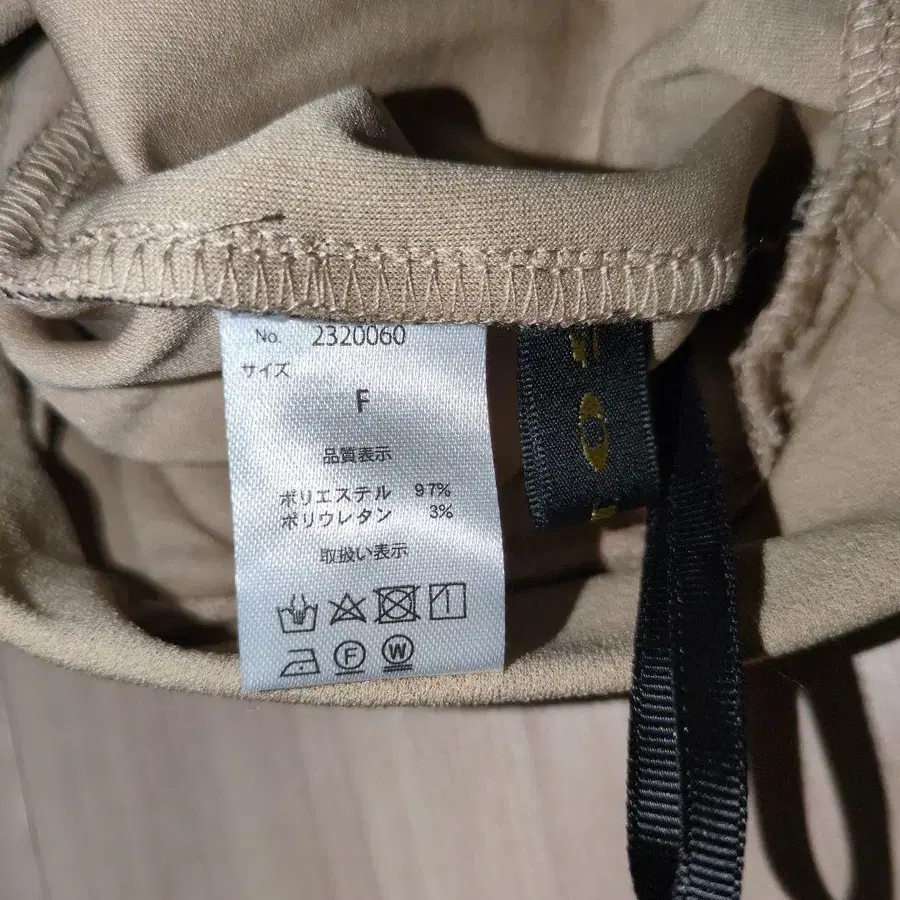 No. 2320060
サイズ
F
品質表示
ポリエステル 97%
ポリウレタン 3%
取扱い表示
F W